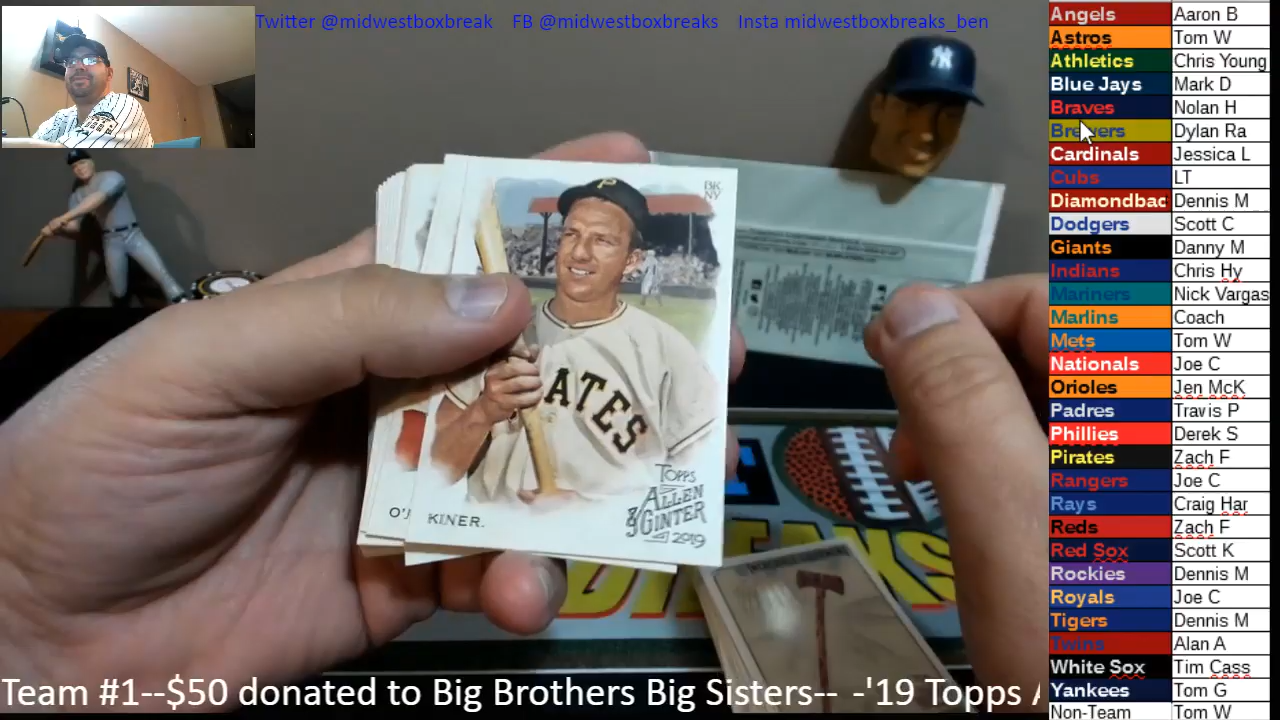 Twitter @midwestboxbreak FB @midwestboxbreaks Insta midwestboxbreaks_ben
Angels Aaron B
Astros Tom W
Athletics Chris Young
Blue Jays Mark D
Braves Nolan H
Brewers Dylan Ra
Cardinals Jessica L
Cubs LT
Diamondbac Dennis M
Dodgers Scott C
Giants Danny M
Indians Chris Hy
Mariners Nick Vargas
Marlins Coach
Mets Tom W
Nationals Joe C
Orioles Jen McK
Padres Travis P
Phillies Derek S
Pirates Zach F
Rangers Joe C
Rays Craig Har
Reds Zach F
Red Sox Scott K
Rockies Dennis M
Royals Joe C
Tigers Dennis M
Twins Alan A
White Sox Tim Cass
Yankees Tom G
Non-Team Tom W
NY
P
BK
NY
ATES
TOPPS
ALLEN
& GINTER
2019
O'J
KINER.
Team #1--$50 donated to Big Brothers Big Sisters-- -'19 Topps A